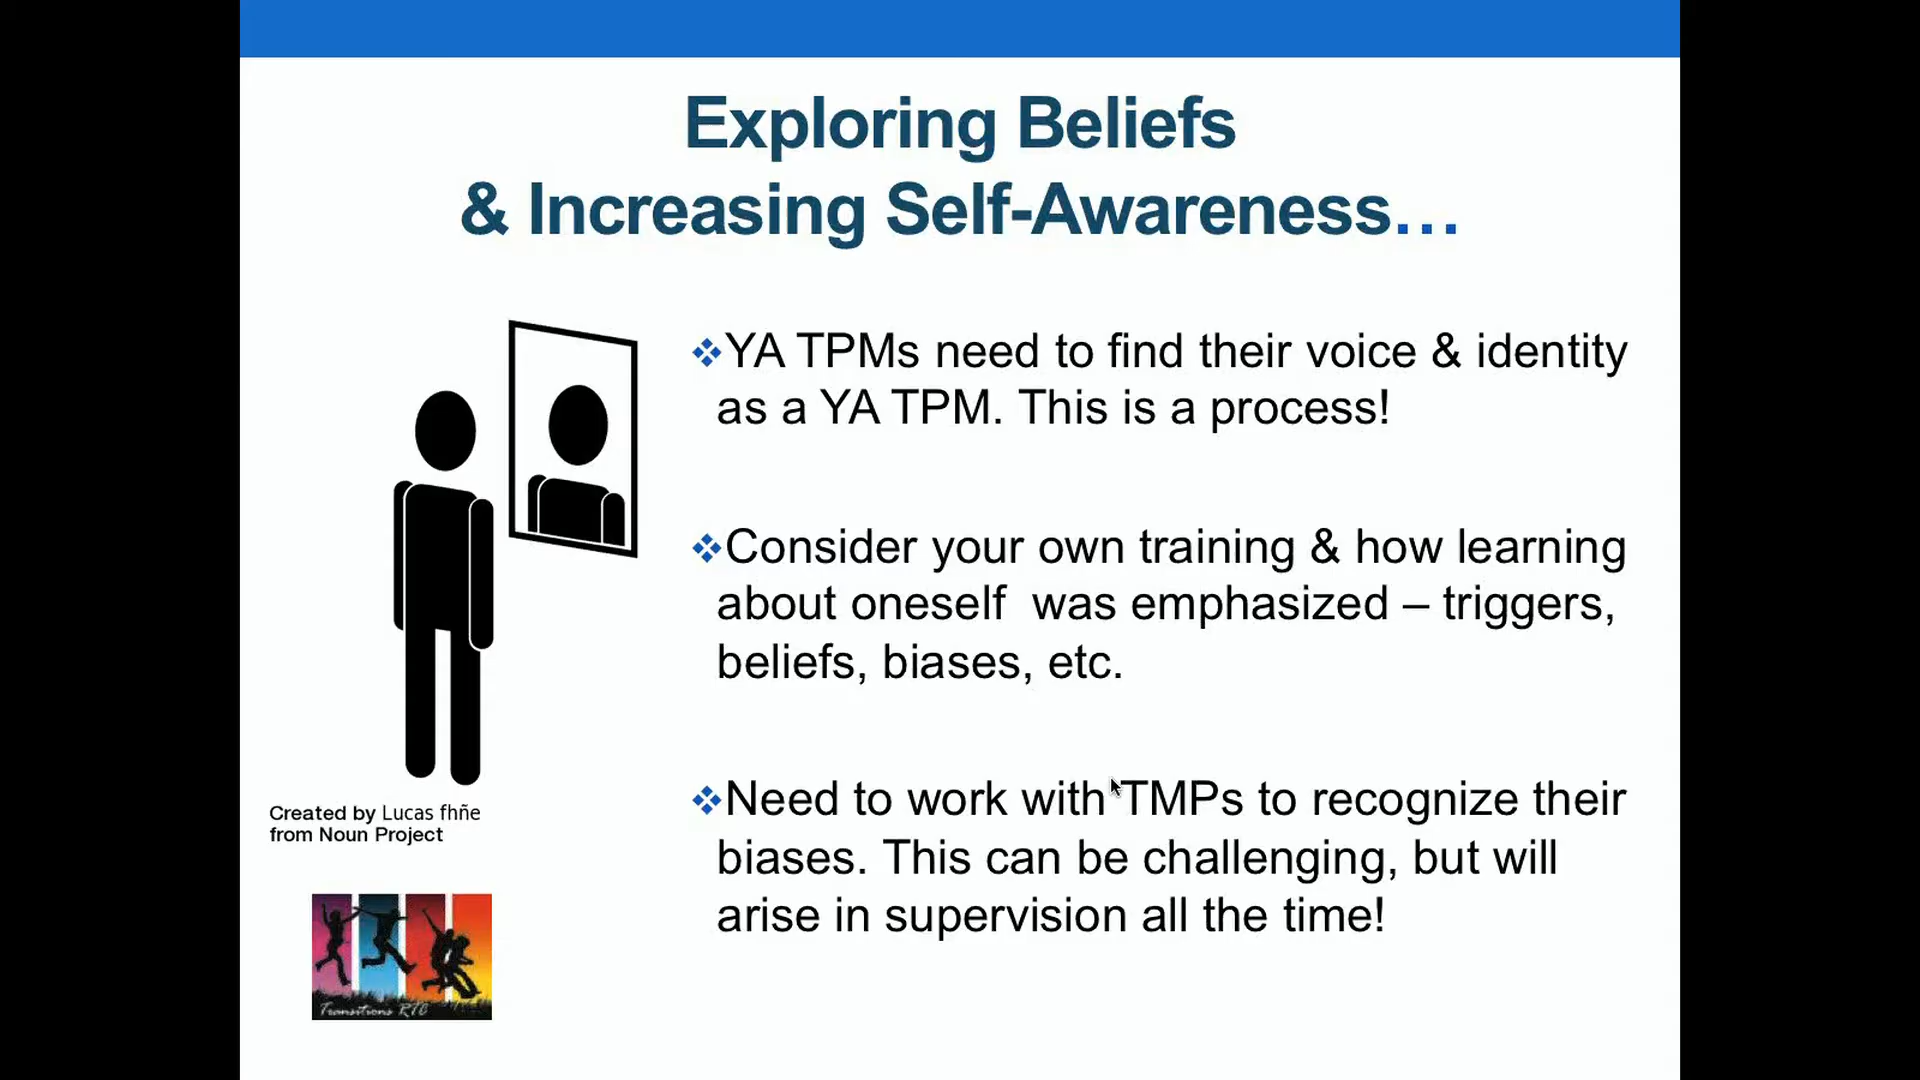 Exploring Beliefs
& Increasing Self-Awareness…
❖YA TPMs need to find their voice & identity
as a YA TPM. This is a process!
❖Consider your own training & how learning
about oneself was emphasized – triggers,
beliefs, biases, etc.
❖Need to work with TMPs to recognize their
biases. This can be challenging, but will
arise in supervision all the time!
Created by Lucas fhñe
from Noun Project
Transitions RTC